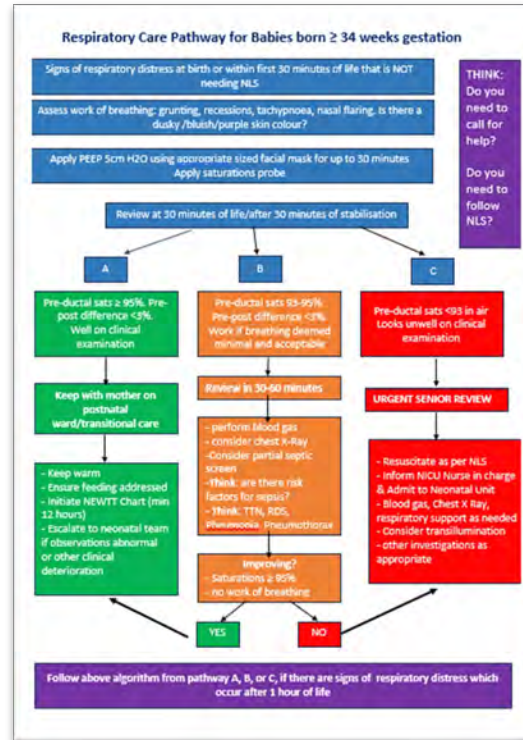 Respiratory Care Pathway for Babies born ≥ 34 weeks gestation
Signs of respiratory distress at birth or within first 30 minutes of life that is NOT
needing NLS
Assess work of breathing: grunting, recessions, tachypnoea, nasal flaring. Is there a
dusky /bluish/purple skin colour?
Apply PEEP 5cm H2O using appropriate sized facial mask for up to 30 minutes
Apply saturations probe
THINK:
Do you
need to
call for
help?
Do you
need to
follow
NLS?
Review at 30 minutes of life/after 30 minutes of stabilisation
A
B
C
Pre-ductal sats ≥ 95%. Pre-
post difference <3%.
Well on clinical
examination
Keep with mother on
postnatal
ward/transitional care
- Keep warm
- Ensure feeding addressed
- Initiate NEWTT Chart (min
12 hours)
- Escalate to neonatal team
if observations abnormal
or other clinical
deterioration
Pre-ductal sats 93-95%.
Pre-post difference <3%.
Work if breathing deemed
minimal and acceptable
Review in 30-60 minutes
- perform blood gas
- consider chest X-Ray
-Consider partial septic
screen
-Think: are there risk
factors for sepsis?
- Think: TTN, RDS,
Pneumonia, Pneumothorax
Improving?
- Saturations ≥ 95%
- no work of breathing
YES
NO
Pre-ductal sats <93 in air
Looks unwell on clinical
examination
URGENT SENIOR REVIEW
- Resuscitate as per NLS
- Inform NICU Nurse in charge
& Admit to Neonatal Unit
- Blood gas, Chest X Ray,
respiratory support as needed
- Consider transillumination
- other investigations as
appropriate
Follow above algorithm from pathway A, B, or C, if there are signs of respiratory distress which
occur after 1 hour of life